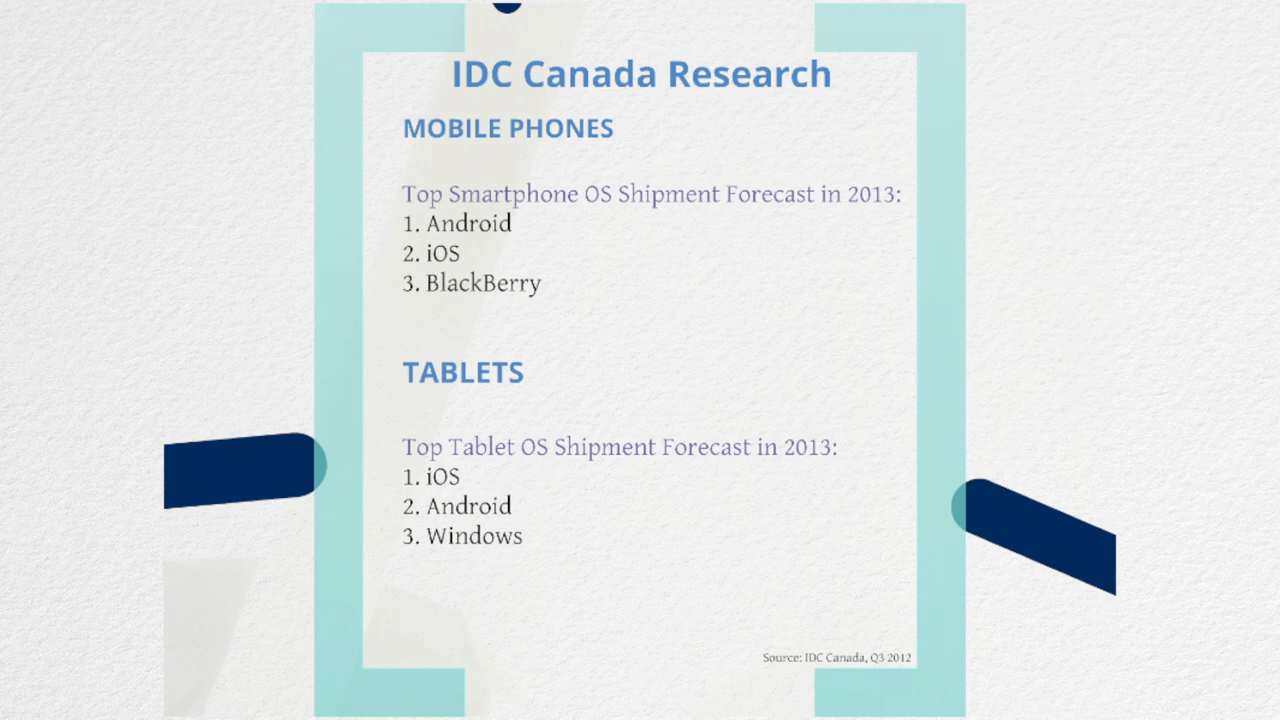 IDC Canada Research
MOBILE PHONES
Top Smartphone OS Shipment Forecast in 2013:
1. Android
2. iOS
3. BlackBerry
TABLETS
Top Tablet OS Shipment Forecast in 2013:
1. iOS
2. Android
3. Windows
Source: IDC Canada, Q3 2012